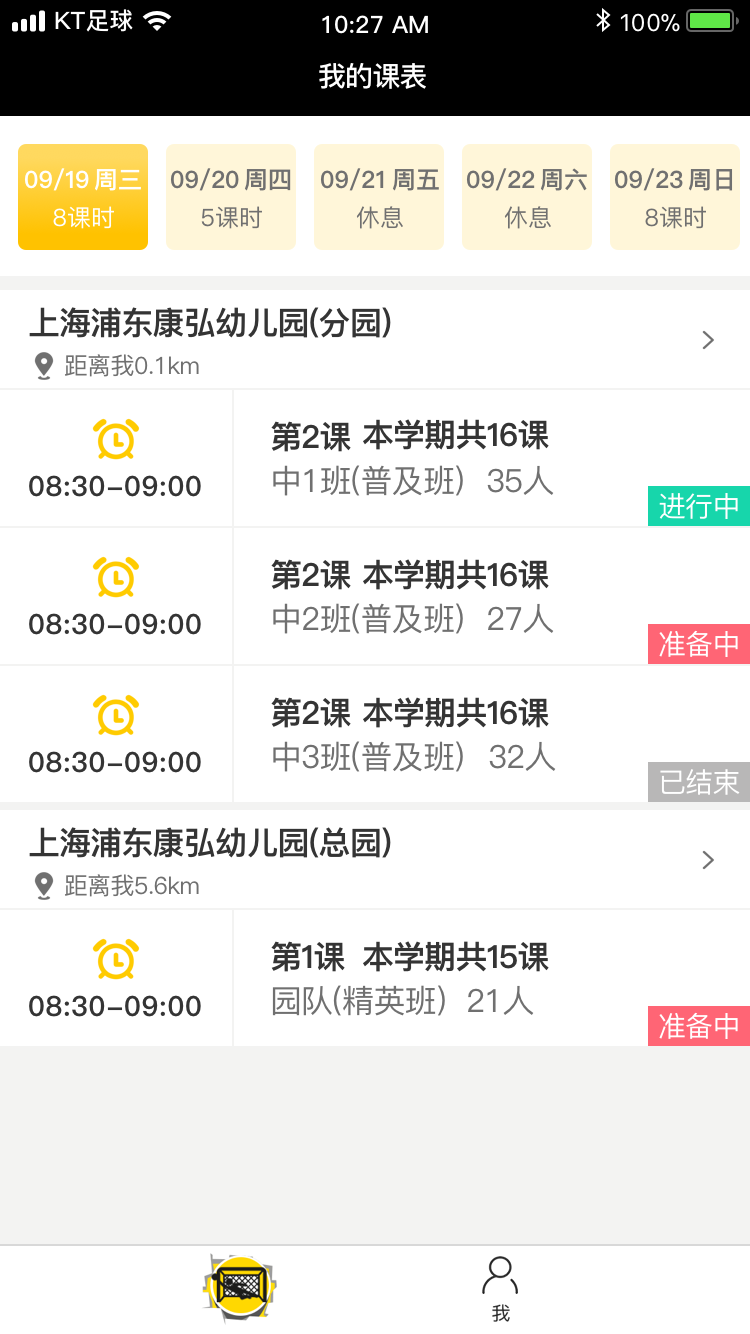 KT足球 10:27 AM 100%
我的课表
09/19 周三 09/20 周四 09/21 周五 09/22 周六 09/23 周日
8课时 5课时 休息 休息 8课时
上海浦东康弘幼儿园(分园)
距离我0.1km
第2课 本学期共16课
08:30-09:00 中1班(普及班) 35人
进行中
第2课 本学期共16课
08:30-09:00 中2班(普及班) 27人
准备中
第2课 本学期共16课
08:30-09:00 中3班(普及班) 32人
已结束
上海浦东康弘幼儿园(总园)
距离我5.6km
第1课 本学期共15课
08:30-09:00 园队(精英班) 21人
准备中
我